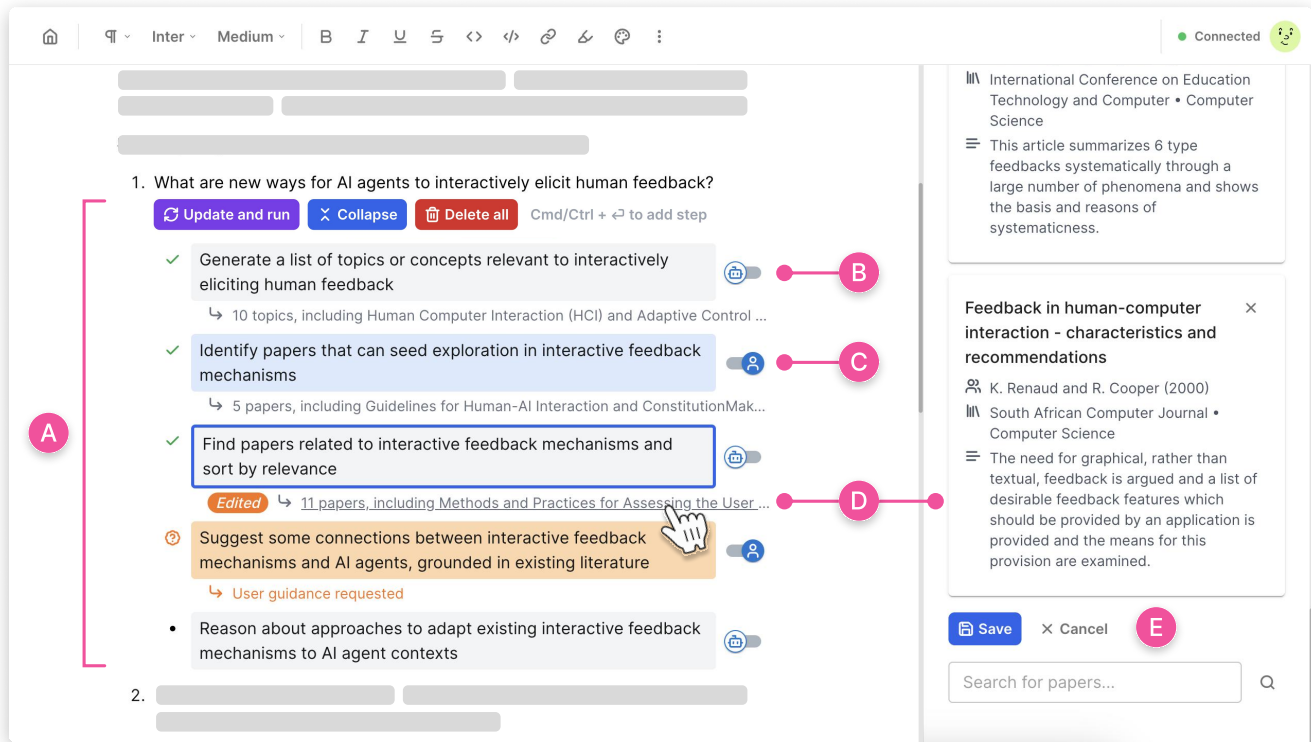 Inter
Medium
B
I
U
S
Connected
1. What are new ways for AI agents to interactively elicit human feedback?
Update and run
Collapse
Delete all
Cmd/Ctrl + ⏎ to add step
A
Generate a list of topics or concepts relevant to interactively
eliciting human feedback
B
10 topics, including Human Computer Interaction (HCI) and Adaptive Control ...
Identify papers that can seed exploration in interactive feedback
mechanisms
C
5 papers, including Guidelines for Human-AI Interaction and ConstitutionMak...
Find papers related to interactive feedback mechanisms and
sort by relevance
Edited
11 papers, including Methods and Practices for Assessing the User ...
D
Suggest some connections between interactive feedback
mechanisms and AI agents, grounded in existing literature
User guidance requested
• Reason about approaches to adapt existing interactive feedback
mechanisms to AI agent contexts
2.
International Conference on Education
Technology and Computer • Computer
Science
This article summarizes 6 type
feedbacks systematically through a
large number of phenomena and shows
the basis and reasons of
systematicness.
Feedback in human-computer
interaction - characteristics and
recommendations
K. Renaud and R. Cooper (2000)
South African Computer Journal •
Computer Science
The need for graphical, rather than
textual, feedback is argued and a list of
desirable feedback features which
should be provided by an application is
provided and the means for this
provision are examined.
Save
Cancel
E
Search for papers...